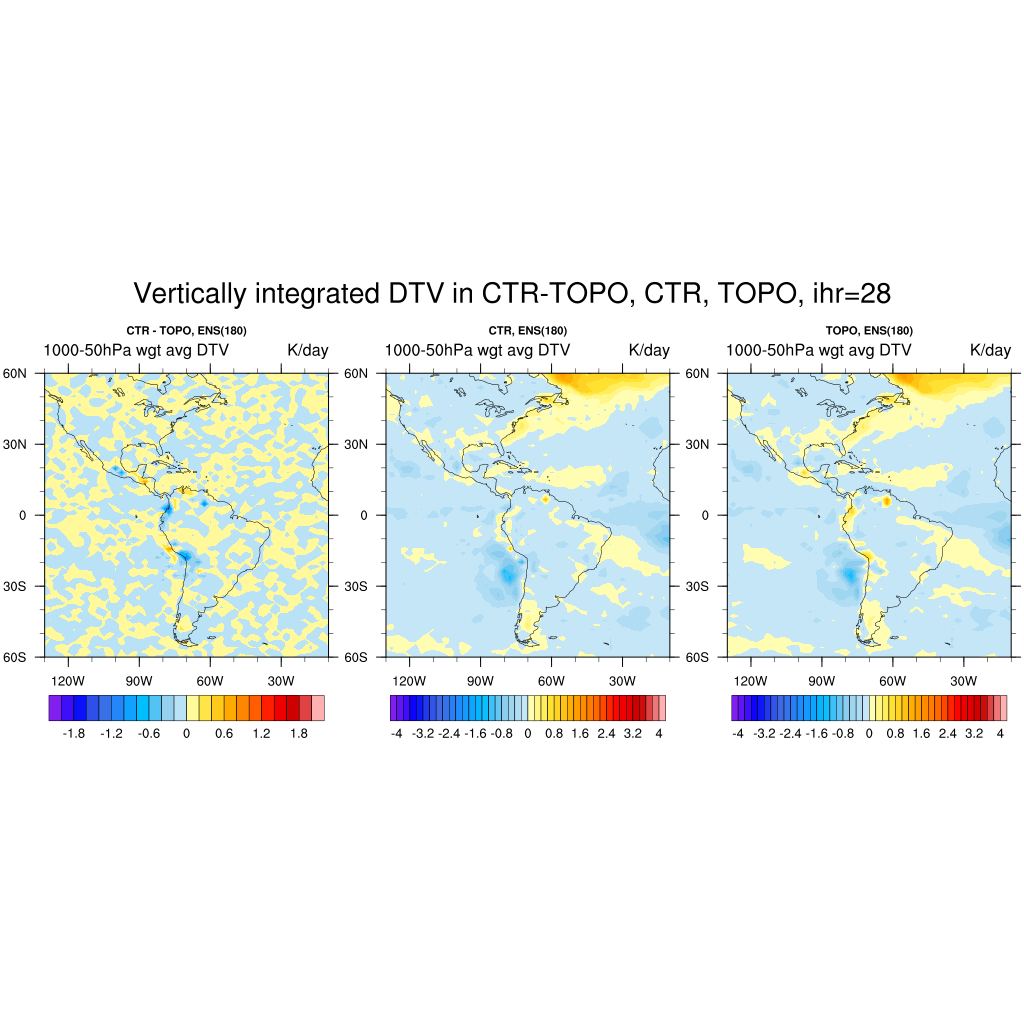 Vertically integrated DTV in CTR-TOPO, CTR, TOPO, ihr=28
CTR - TOPO, ENS(180)
1000-50hPa wgt avg DTV K/day
60N
30N
0
30S
60S
120W 90W 60W 30W
-1.8 -1.2 -0.6 0 0.6 1.2 1.8
CTR, ENS(180)
1000-50hPa wgt avg DTV K/day
60N
30N
0
30S
60S
120W 90W 60W 30W
-4 -3.2 -2.4 -1.6 -0.8 0 0.8 1.6 2.4 3.2 4
TOPO, ENS(180)
1000-50hPa wgt avg DTV K/day
60N
30N
0
30S
60S
120W 90W 60W 30W
-4 -3.2 -2.4 -1.6 -0.8 0 0.8 1.6 2.4 3.2 4